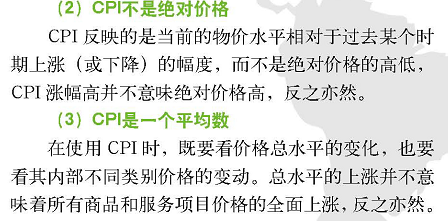 （2）CPI不是绝对价格
CPI 反映的是当前的物价水平相对于过去某个时
期上涨（或下降）的幅度，而不是绝对价格的高低，
CPI 涨幅高并不意味绝对价格高，反之亦然。
（3）CPI是一个平均数
在使用 CPI 时，既要看价格总水平的变化，也要
看其内部不同类别价格的变动。总水平的上涨并不意
味着所有商品和服务项目价格的全面上涨，反之亦然。